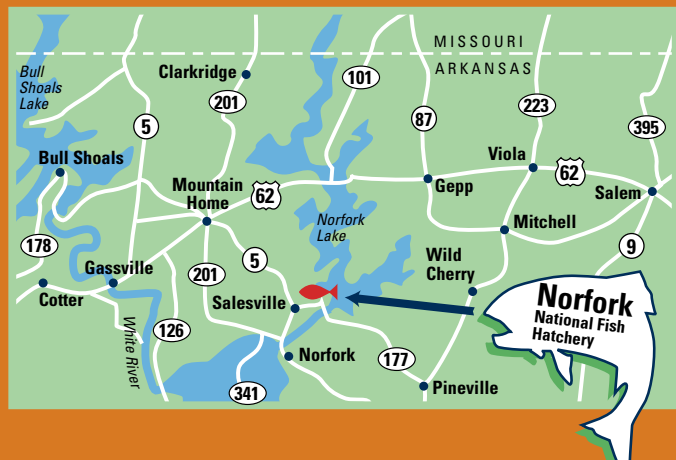 MISSOURI
ARKANSAS
Bull
Shoals
Lake
Clarkridge
201
101
5
87
223
395
Bull Shoals
Mountain
Home
62
Gepp
Viola
62
Salem
Norfork
Lake
Mitchell
178
Gassville
201
5
Wild
Cherry
9
Cotter
Salesville
126
White River
Norfork
177
341
Pineville
Norfork
National Fish
Hatchery